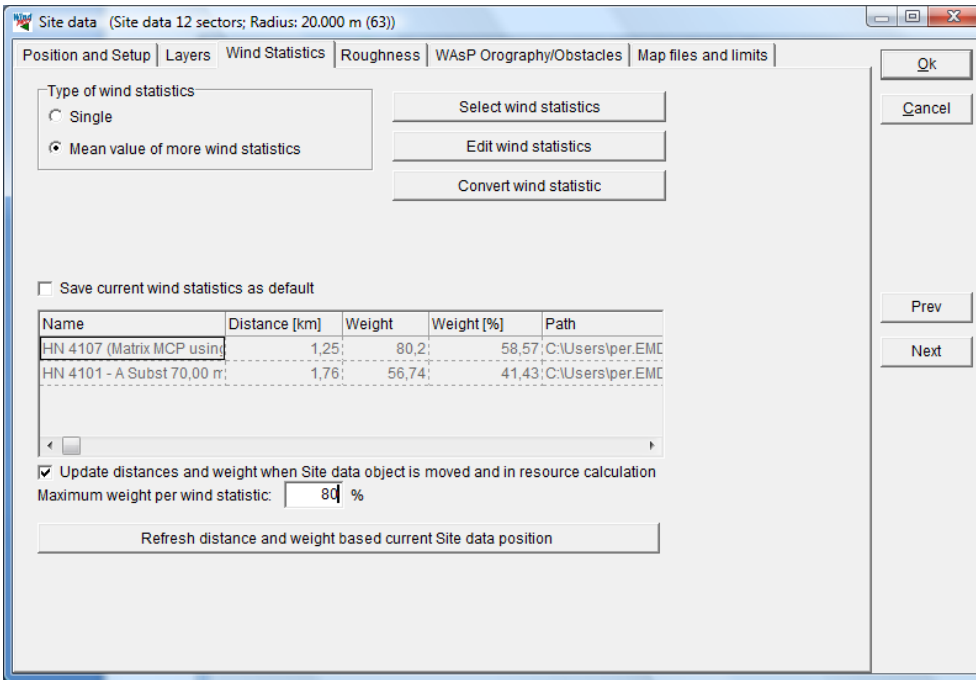 Wind
Site data (Site data 12 sectors; Radius: 20.000 m (63))
Position and Setup Layers Wind Statistics Roughness WAsP Orography/Obstacles Map files and limits
Ok
Cancel
Prev
Next
Type of wind statistics
Single
Mean value of more wind statistics
Select wind statistics
Edit wind statistics
Convert wind statistic
Save current wind statistics as default
Name Distance [km] Weight Weight [%] Path
HN 4107 (Matrix MCP using 1,25 80,2 58,57 C:\Users\per.EMD
HN 4101 - A Subst 70,00 m 1,76 56,74 41,43 C:\Users\per.EMD
Update distances and weight when Site data object is moved and in resource calculation
Maximum weight per wind statistic: 80 %
Refresh distance and weight based current Site data position